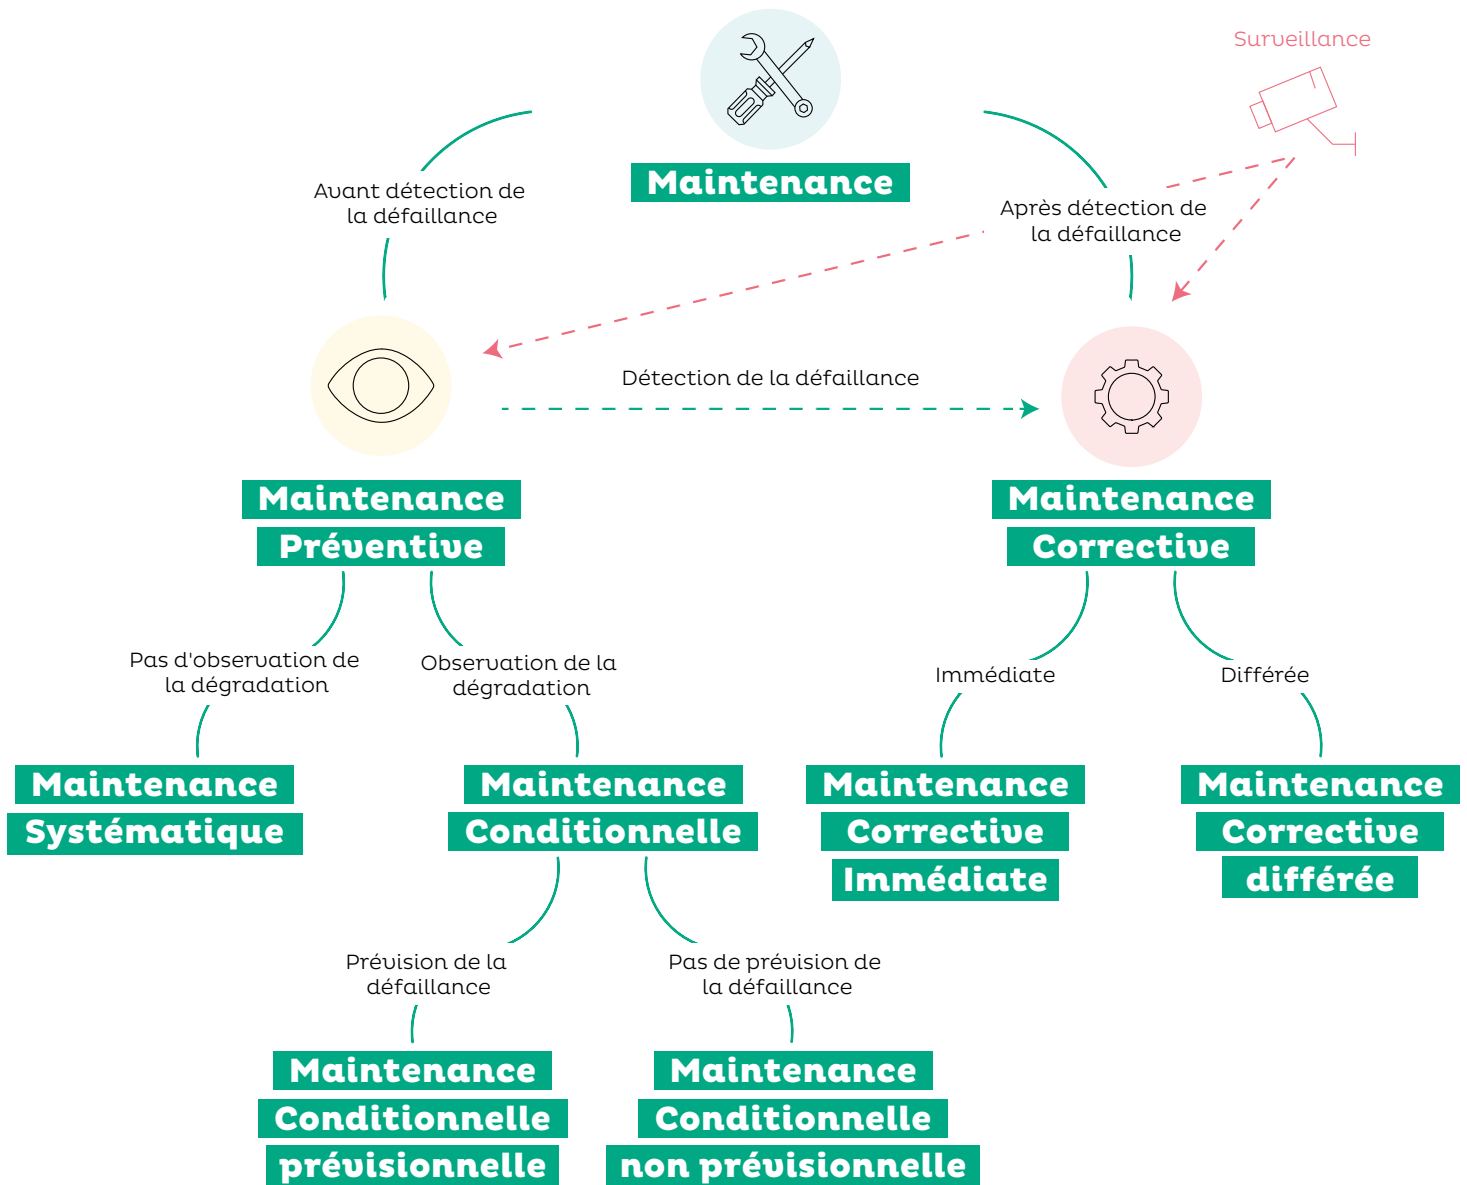 Surveillance
Maintenance
Avant détection de
la défaillance
Après détection de
la défaillance
Détection de la défaillance
Maintenance
Préventive
Maintenance
Corrective
Pas d'observation de
la dégradation
Observation de la
dégradation
Immédiate
Différée
Maintenance
Systématique
Maintenance
Conditionnelle
Maintenance
Corrective
Immédiate
Maintenance
Corrective
différée
Prévision de la
défaillance
Pas de prévision de
la défaillance
Maintenance
Conditionnelle
prévisionnelle
Maintenance
Conditionnelle
non prévisionnelle